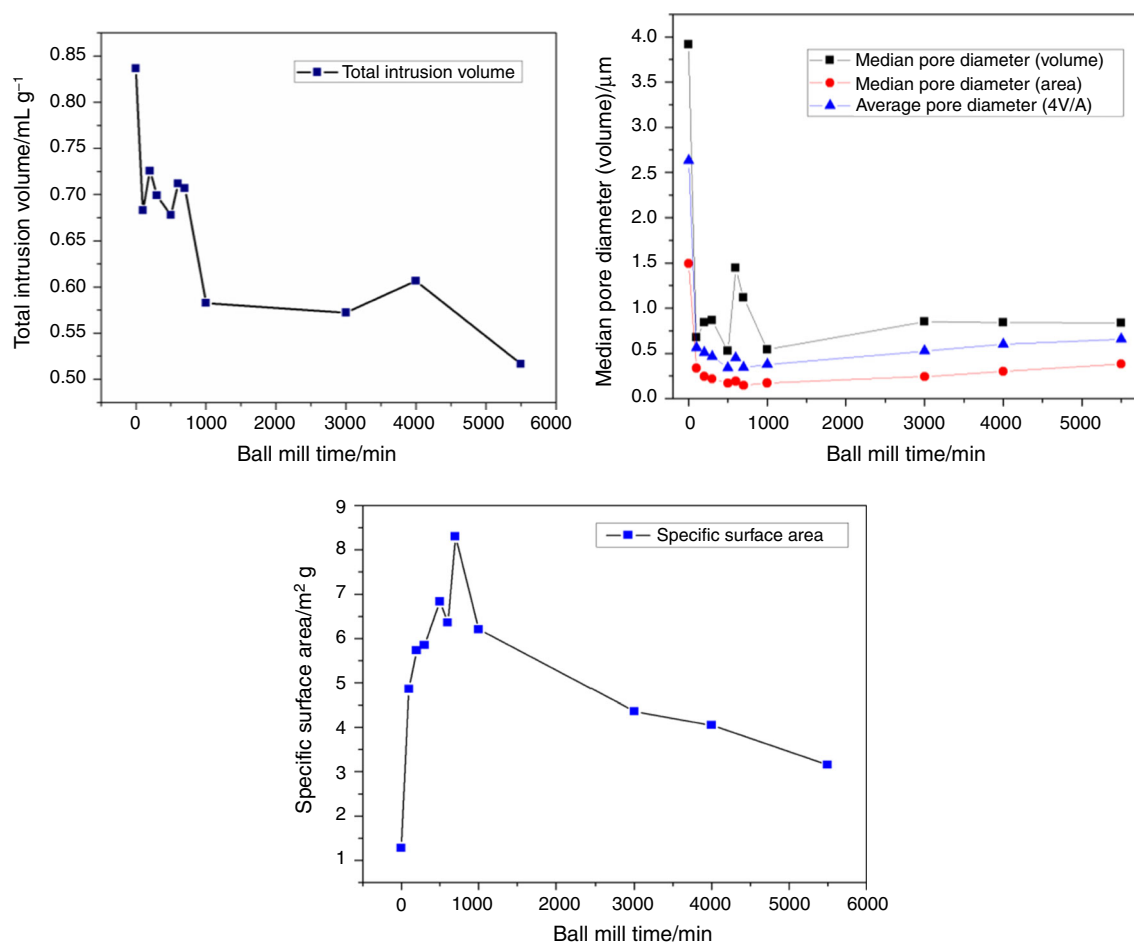 0.85
0.80
0.75
0.70
0.65
0.60
0.55
0.50
Total intrusion volume/mL g⁻¹
Total intrusion volume
0 1000 2000 3000 4000 5000 6000
Ball mill time/min
4.0
3.5
3.0
2.5
2.0
1.5
1.0
0.5
0.0
Median pore diameter (volume)/μm
Median pore diameter (volume)
Median pore diameter (area)
Average pore diameter (4V/A)
0 1000 2000 3000 4000 5000
Ball mill time/min
9
8
7
6
5
4
3
2
1
Specific surface area/m² g
Specific surface area
0 1000 2000 3000 4000 5000 6000
Ball mill time/min